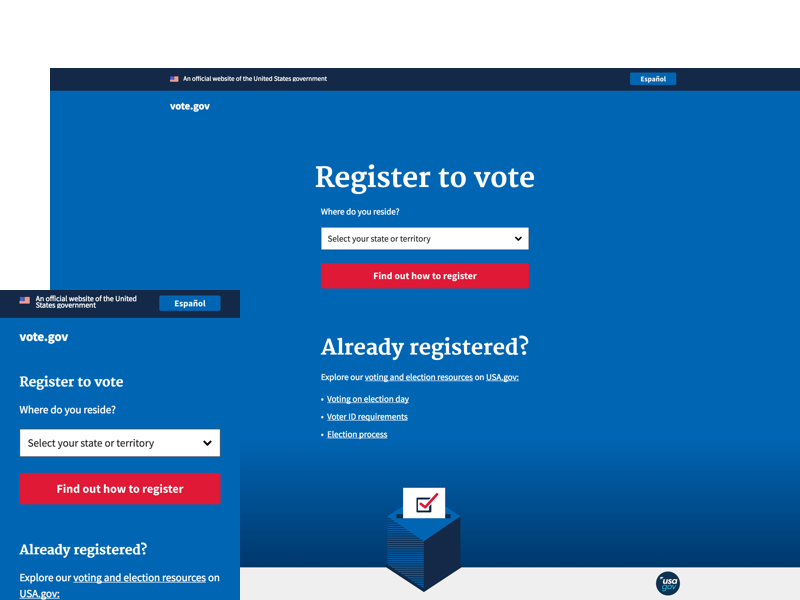 An official website of the United States government
Español
vote.gov
Register to vote
Where do you reside?
Select your state or territory
Find out how to register
Already registered?
Explore our voting and election resources on USA.gov:
• Voting on election day
• Voter ID requirements
• Election process
usa
gov
An official website of the United
States government
Español
vote.gov
Register to vote
Where do you reside?
Select your state or territory
Find out how to register
Already registered?
Explore our voting and election resources on
USA.gov: